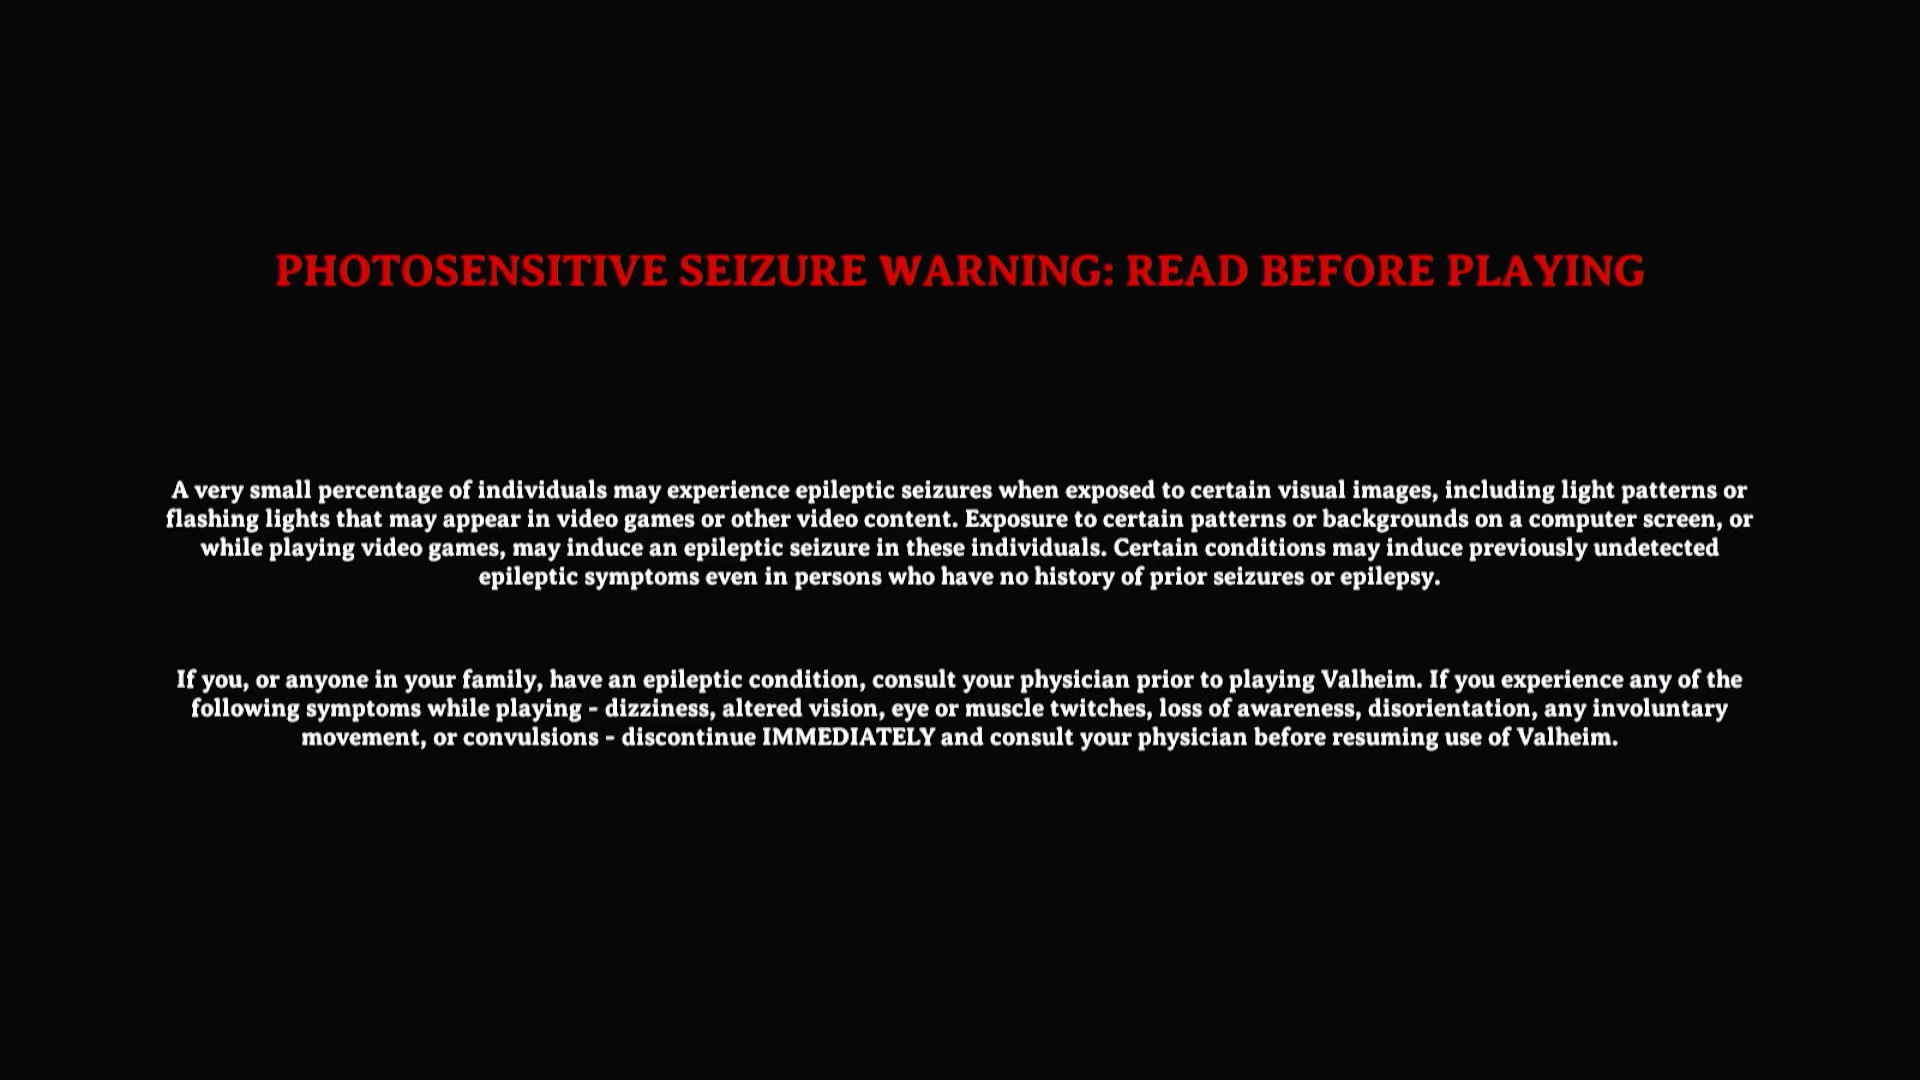 PHOTOSENSITIVE SEIZURE WARNING: READ BEFORE PLAYING
A very small percentage of individuals may experience epileptic seizures when exposed to certain visual images, including light patterns or
flashing lights that may appear in video games or other video content. Exposure to certain patterns or backgrounds on a computer screen, or
while playing video games, may induce an epileptic seizure in these individuals. Certain conditions may induce previously undetected
epileptic symptoms even in persons who have no history of prior seizures or epilepsy.
If you, or anyone in your family, have an epileptic condition, consult your physician prior to playing Valheim. If you experience any of the
following symptoms while playing - dizziness, altered vision, eye or muscle twitches, loss of awareness, disorientation, any involuntary
movement, or convulsions - discontinue IMMEDIATELY and consult your physician before resuming use of Valheim.